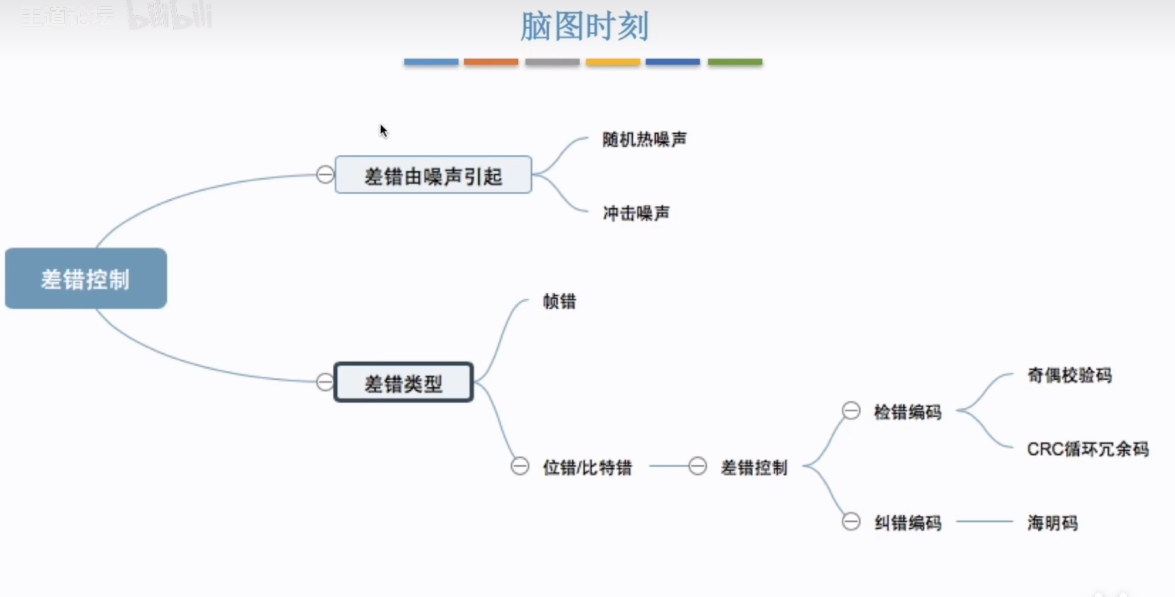 王道论坛 bilibili
脑图时刻
随机热噪声
差错由噪声引起
冲击噪声
差错控制
帧错
差错类型
奇偶校验码
检错编码
CRC循环冗余码
位错/比特错
差错控制
纠错编码
海明码